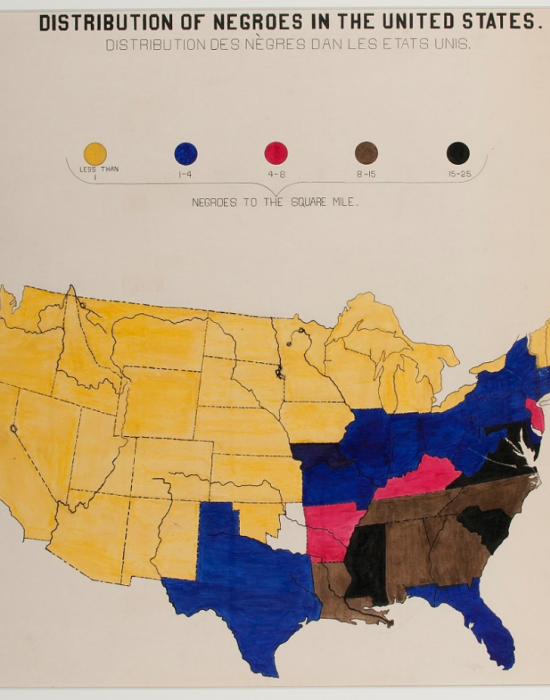 DISTRIBUTION OF NEGROES IN THE UNITED STATES.
DISTRIBUTION DES NÈGRES DAN LES ETATS UNIS.
LESS THAN
1
1-4
4-8
8-15
15-25
NEGROES TO THE SQUARE MILE.